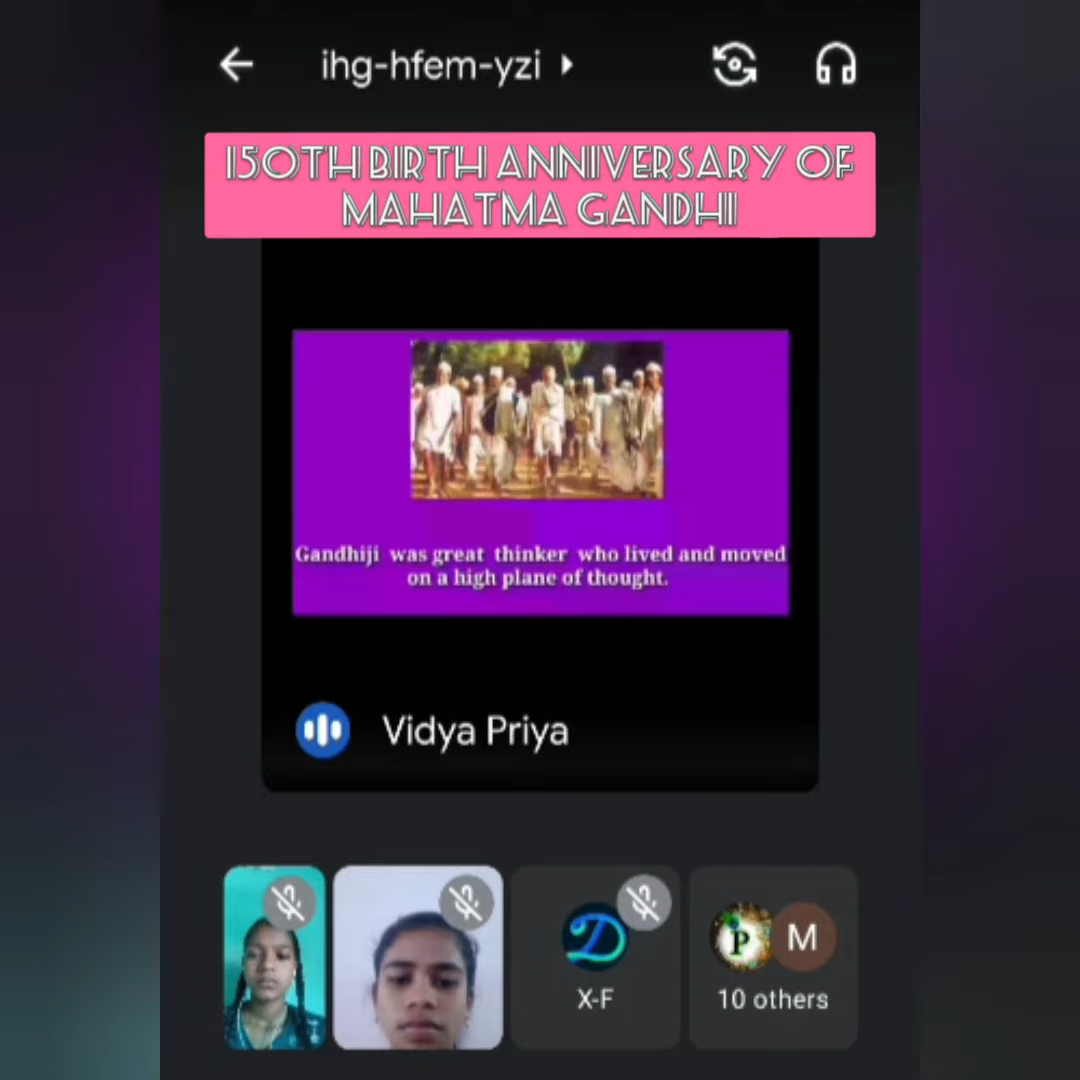 ihg-hfem-yzi
150TH BIRTH ANNIVERSARY OF
MAHATMA GANDHI
Gandhiji was great thinker who lived and moved
on a high plane of thought.
Vidya Priya
D
P M
X-F
10 others